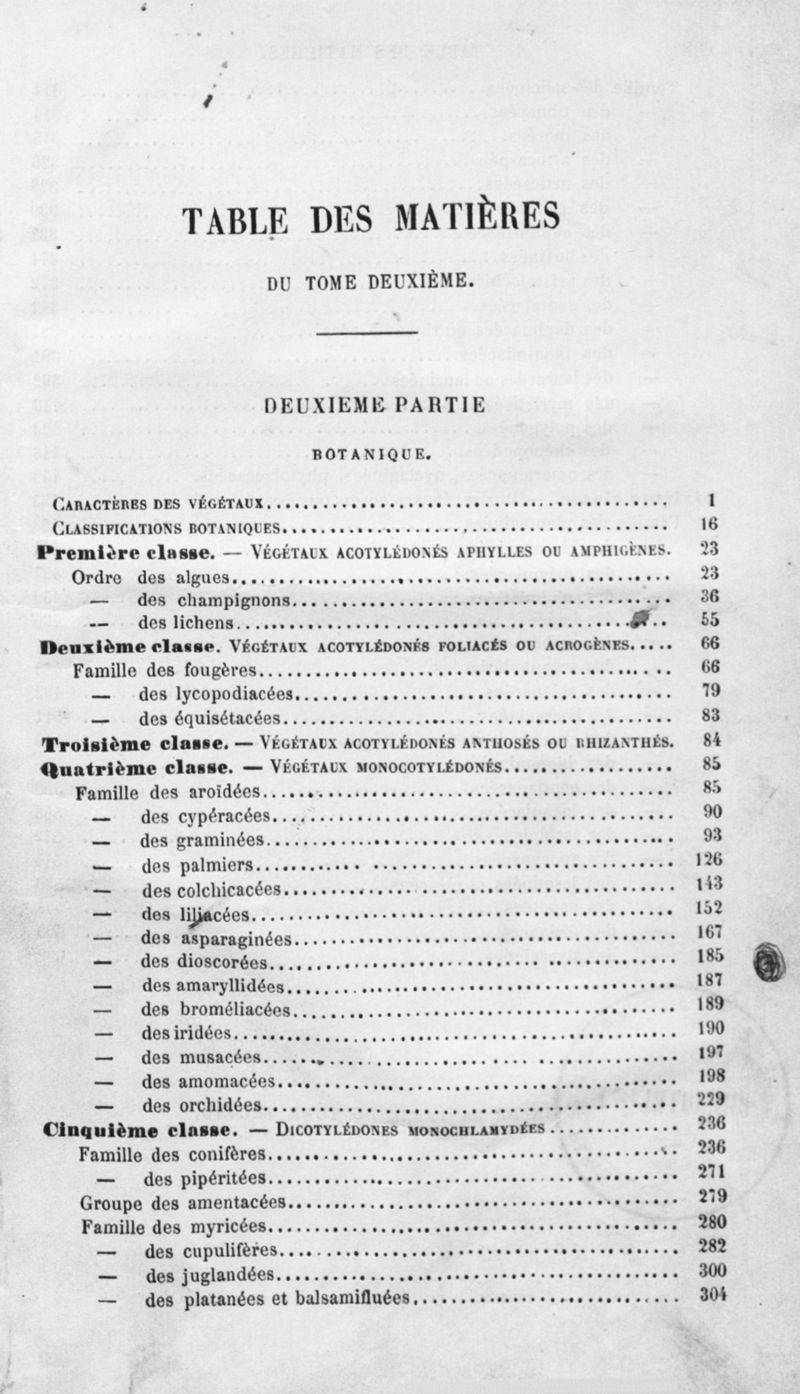 TABLE DES MATIÈRES
DU TOME DEUXIÈME.
DEUXIEME PARTIE
BOTANIQUE.
CARACTÈRES DES VÉGÉTAUX 1
CLASSIFICATIONS BOTANIQUES 16
Première classe. — VÉGÉTAUX ACOTYLÉDONÉS APHYLLES OU AMPHIGÈNES. 23
Ordre des algues 23
— des champignons 36
— des lichens 55
Deuxième classe. VÉGÉTAUX ACOTYLÉDONÉS FOLIACÉS OU ACROGÈNES 66
Famille des fougères 66
— des lycopodiacées 79
— des équisétacées 83
Troisième classe. — VÉGÉTAUX ACOTYLÉDONÉS ANTHOSÉS OU RHIZANTHÉS. 84
Quatrième classe. — VÉGÉTAUX MONOCOTYLÉDONÉS 85
Famille des aroïdées 85
— des cypéracées 90
— des graminées 93
— des palmiers 126
— des colchicacées 143
— des liliacées 152
— des asparaginées 167
— des dioscorées 185
— des amaryllidées 187
— des broméliacées 189
— des iridées 190
— des musacées 197
— des amomacées 198
— des orchidées 229
Cinquième classe. — DICOTYLÉDONES MONOCHLAMYDÉES 236
Famille des conifères 236
— des pipéritées 271
Groupe des amentacées 279
Famille des myricées 280
— des cupulifères 282
— des juglandées 300
— des platanées et balsamifluées 304